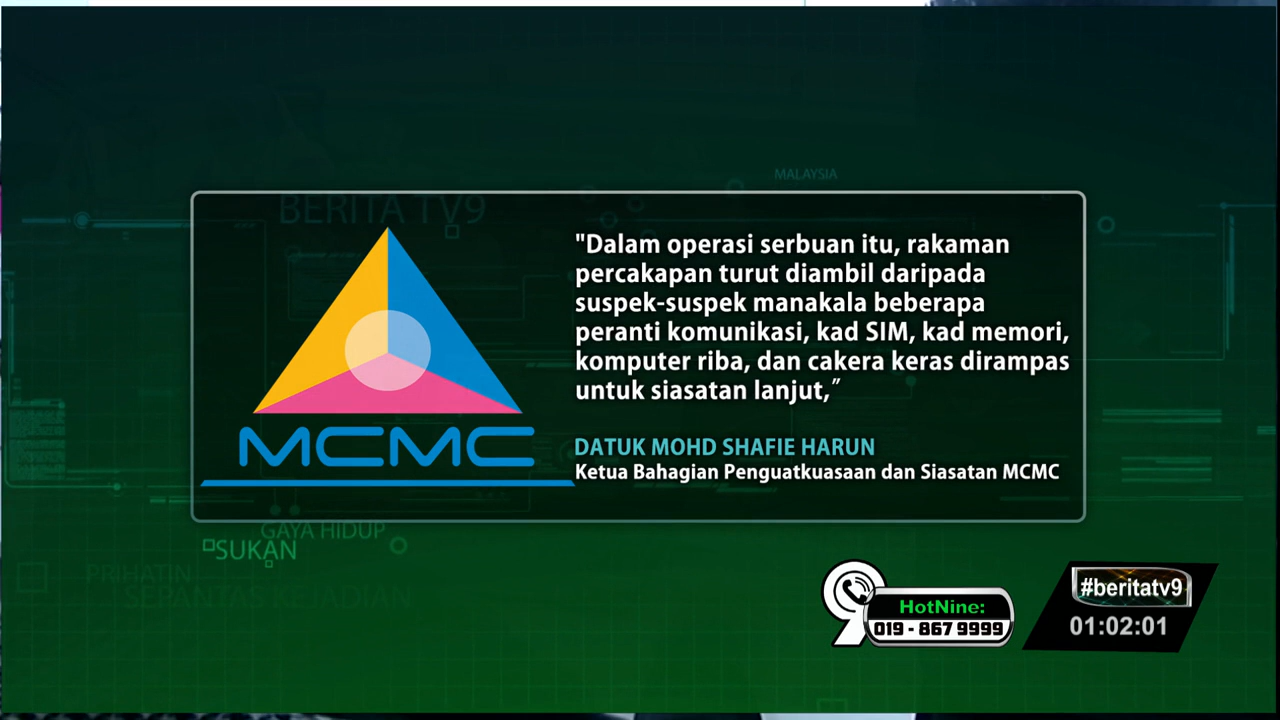 MALAYSIA
BERITA TV9
"Dalam operasi serbuan itu, rakaman
percakapan turut diambil daripada
suspek-suspek manakala beberapa
peranti komunikasi, kad SIM, kad memori,
komputer riba, dan cakera keras dirampas
untuk siasatan lanjut,”
MCMC
DATUK MOHD SHAFIE HARUN
Ketua Bahagian Penguatkuasaan dan Siasatan MCMC
GAYA HIDUP
SUKAN
PRIHATIN
SEPANTAS KEJADIAN
HotNine:
019 - 867 9999
#beritatv9
01:02:01